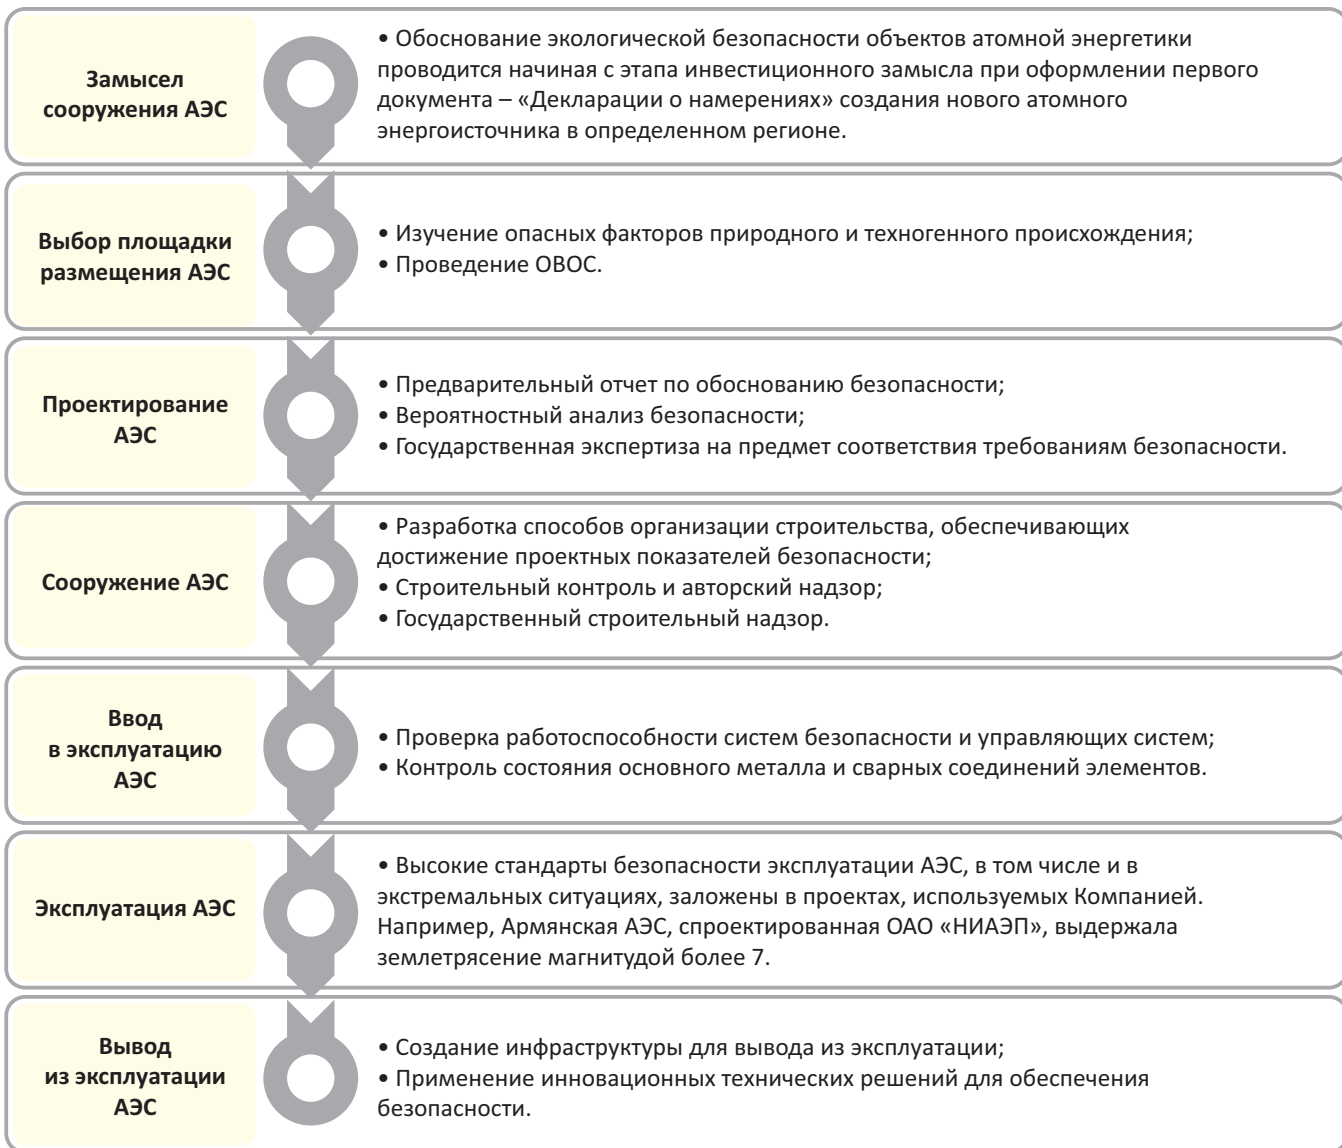 Замысел
сооружения АЭС
• Обоснование экологической безопасности объектов атомной энергетики
проводится начиная с этапа инвестиционного замысла при оформлении первого
документа – «Декларации о намерениях» создания нового атомного
энергоисточника в определенном регионе.
Выбор площадки
размещения АЭС
• Изучение опасных факторов природного и техногенного происхождения;
• Проведение ОВОС.
Проектирование
АЭС
• Предварительный отчет по обоснованию безопасности;
• Вероятностный анализ безопасности;
• Государственная экспертиза на предмет соответствия требованиям безопасности.
Сооружение АЭС
• Разработка способов организации строительства, обеспечивающих
достижение проектных показателей безопасности;
• Строительный контроль и авторский надзор;
• Государственный строительный надзор.
Ввод
в эксплуатацию
АЭС
• Проверка работоспособности систем безопасности и управляющих систем;
• Контроль состояния основного металла и сварных соединений элементов.
Эксплуатация АЭС
• Высокие стандарты безопасности эксплуатации АЭС, в том числе и в
экстремальных ситуациях, заложены в проектах, используемых Компанией.
Например, Армянская АЭС, спроектированная ОАО «НИАЭП», выдержала
землетрясение магнитудой более 7.
Вывод
из эксплуатации
АЭС
• Создание инфраструктуры для вывода из эксплуатации;
• Применение инновационных технических решений для обеспечения
безопасности.